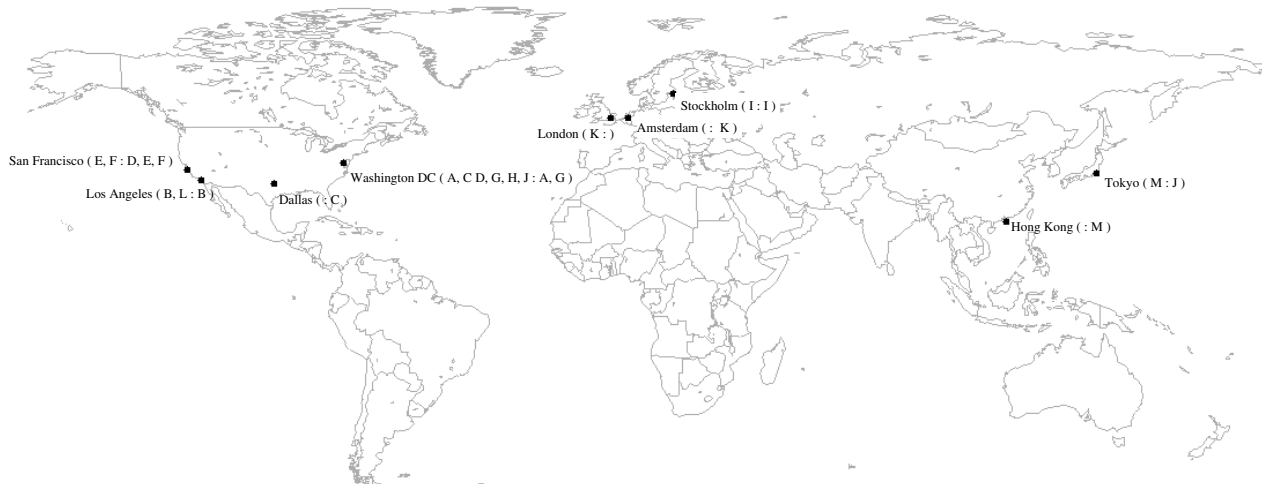 Stockholm ( I : I )
London ( K : )
Amsterdam ( :  K )
San Francisco ( E, F : D, E, F )
Washington DC ( A, C D, G, H, J : A, G )
Los Angeles ( B, L : B )
Dallas ( : C )
Tokyo ( M : J )
Hong Kong ( : M )